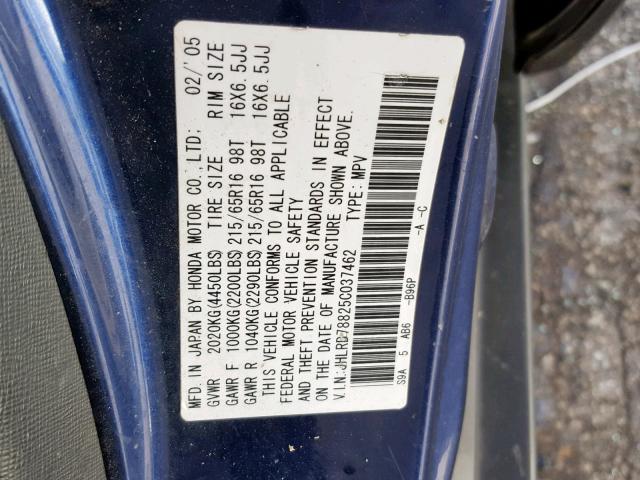 MFD. IN JAPAN BY HONDA MOTOR CO.,LTD; 02/'05
GVWR 2020KG(4450LBS) TIRE SIZE RIM SIZE
GAWR F 1000KG(2200LBS)215/65R16 98T 16X6.5JJ
GAWR R 1040KG(2290LBS)215/65R16 98T 16X6.5JJ
THIS VEHICLE CONFORMS TO ALL APPLICABLE
FEDERAL MOTOR VEHICLE SAFETY
AND THEFT PREVENTION STANDARDS IN EFFECT
ON THE DATE OF MANUFACTURE SHOWN ABOVE.
V.I.N:JHLRD78825C037462 TYPE: MPV
S9A 5 AB6 -B96P -A -C